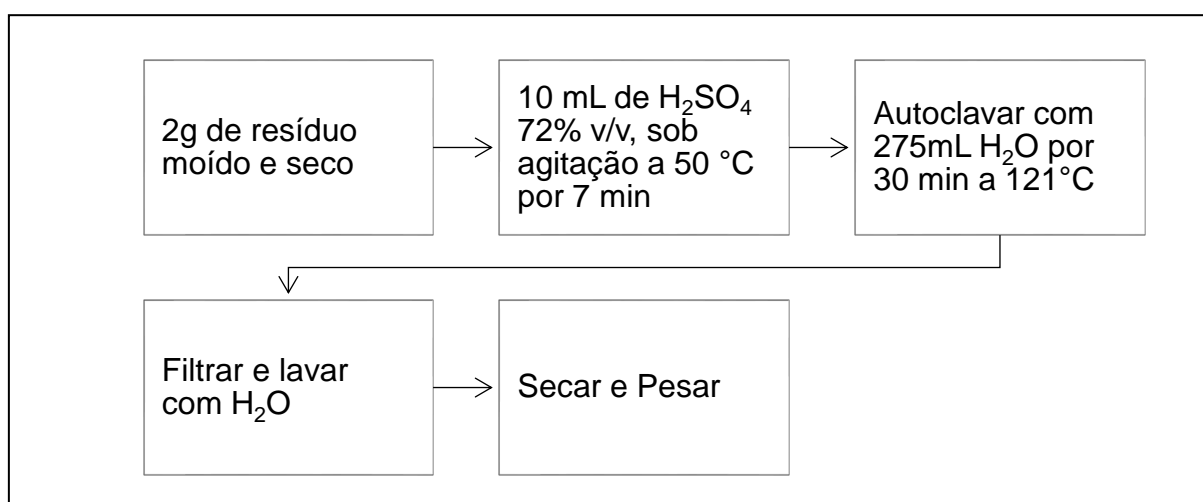 2g de resíduo
moído e seco
10 mL de H₂SO₄
72% v/v, sob
agitação a 50 °C
por 7 min
Autoclavar com
275mL H₂O por
30 min a 121°C
Filtrar e lavar
com H₂O
Secar e Pesar